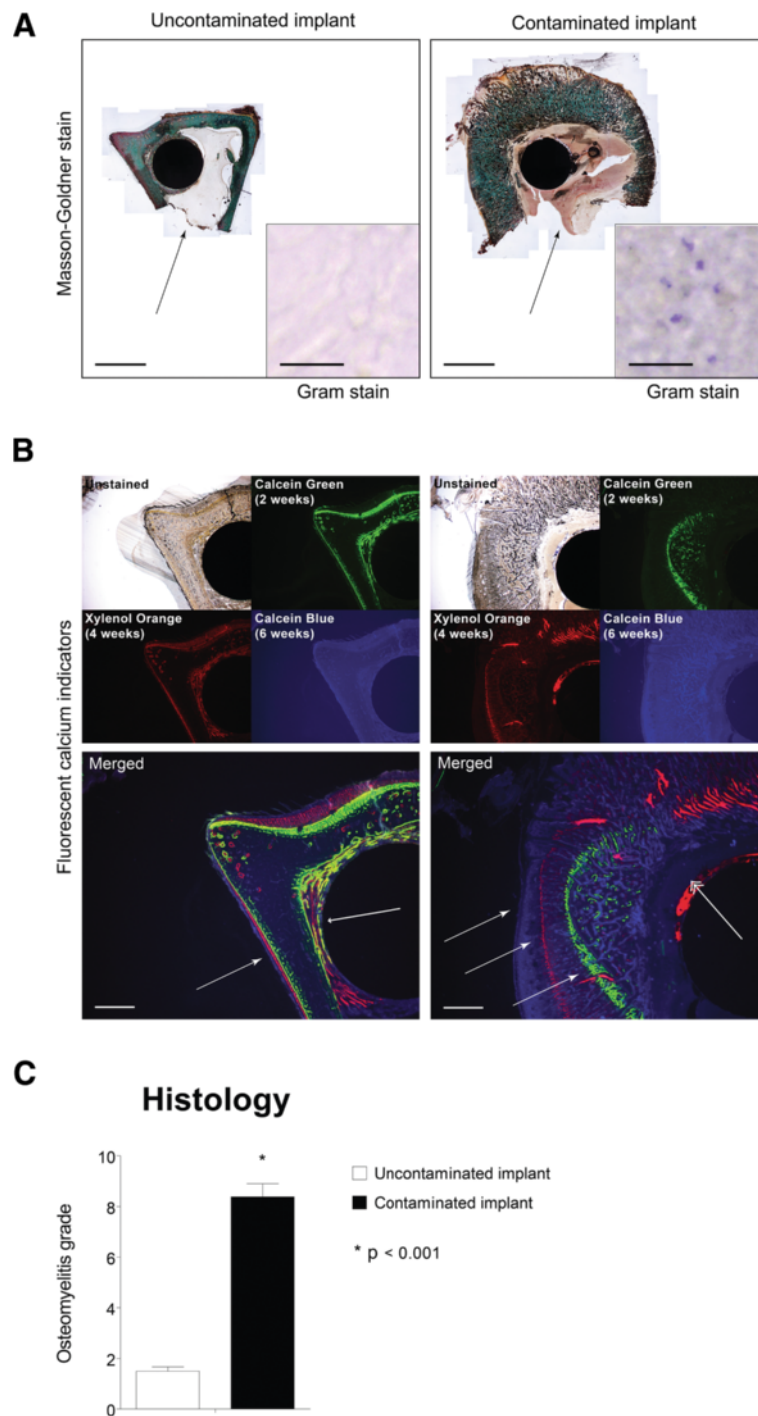 A
Uncontaminated implant
Contaminated implant
Masson-Goldner stain
Gram stain
Gram stain
B
Fluorescent calcium indicators
Unstained
Calcein Green
(2 weeks)
Unstained
Calcein Green
(2 weeks)
Xylenol Orange
(4 weeks)
Calcein Blue
(6 weeks)
Xylenol Orange
(4 weeks)
Calcein Blue
(6 weeks)
Merged
Merged
C
Histology
Osteomyelitis grade
10
8
6
4
2
0
*
Uncontaminated implant
Contaminated implant
* p < 0.001